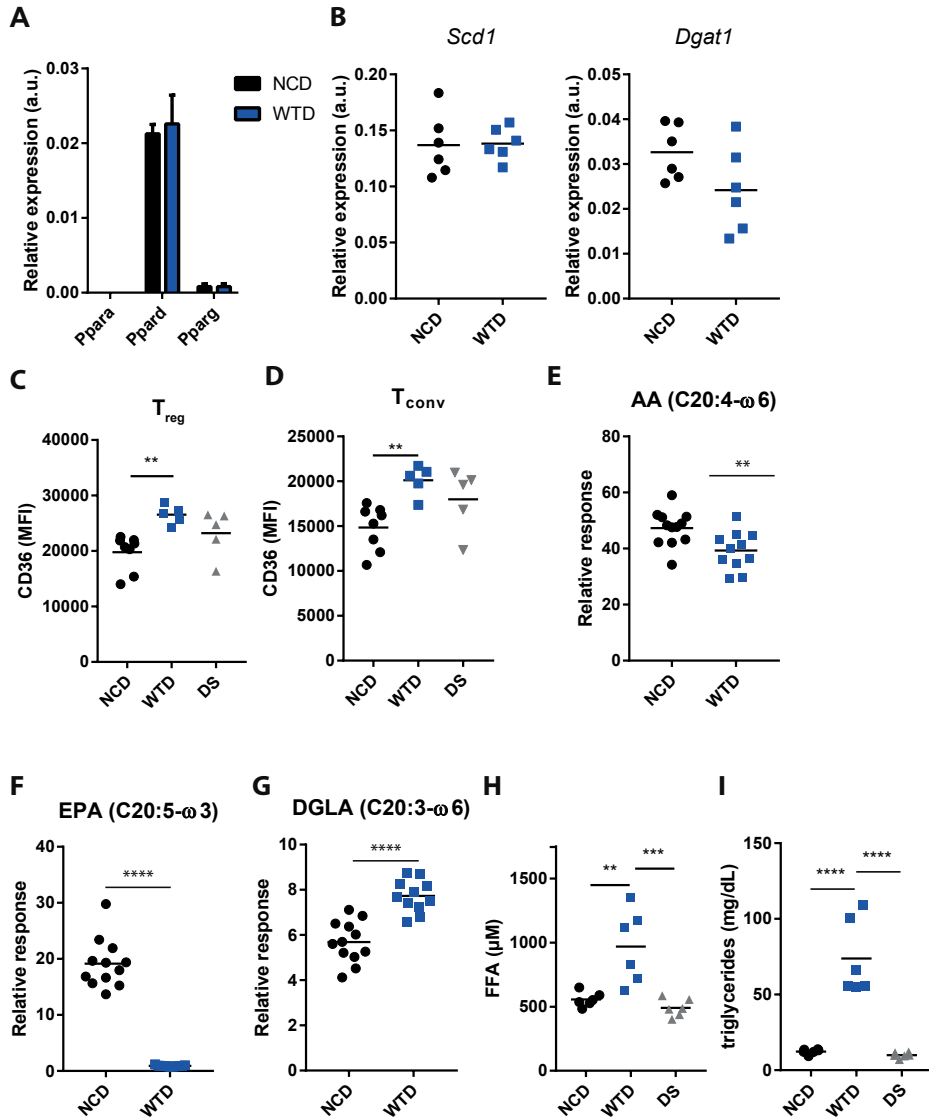 A
Relative expression (a.u.)
0.03
0.02
0.01
0.00
Ppara
Ppard
Pparg
NCD
WTD
B
Scd1
Relative expression (a.u.)
0.20
0.15
0.10
0.05
0.00
NCD
WTD
Dgat1
Relative expression (a.u.)
0.05
0.04
0.03
0.02
0.01
0.00
NCD
WTD
C
Treg
CD36 (MFI)
40000
30000
20000
10000
0
**
NCD
WTD
DS
D
Tconv
CD36 (MFI)
25000
20000
15000
10000
5000
0
**
NCD
WTD
DS
E
AA (C20:4-ω6)
Relative response
80
60
40
20
0
**
NCD
WTD
F
EPA (C20:5-ω3)
Relative response
40
30
20
10
0
****
NCD
WTD
G
DGLA (C20:3-ω6)
Relative response
10
8
6
4
2
0
****
NCD
WTD
H
FFA (µM)
1500
1000
500
0
**
***
NCD
WTD
DS
I
triglycerides (mg/dL)
150
100
50
0
****
****
NCD
WTD
DS